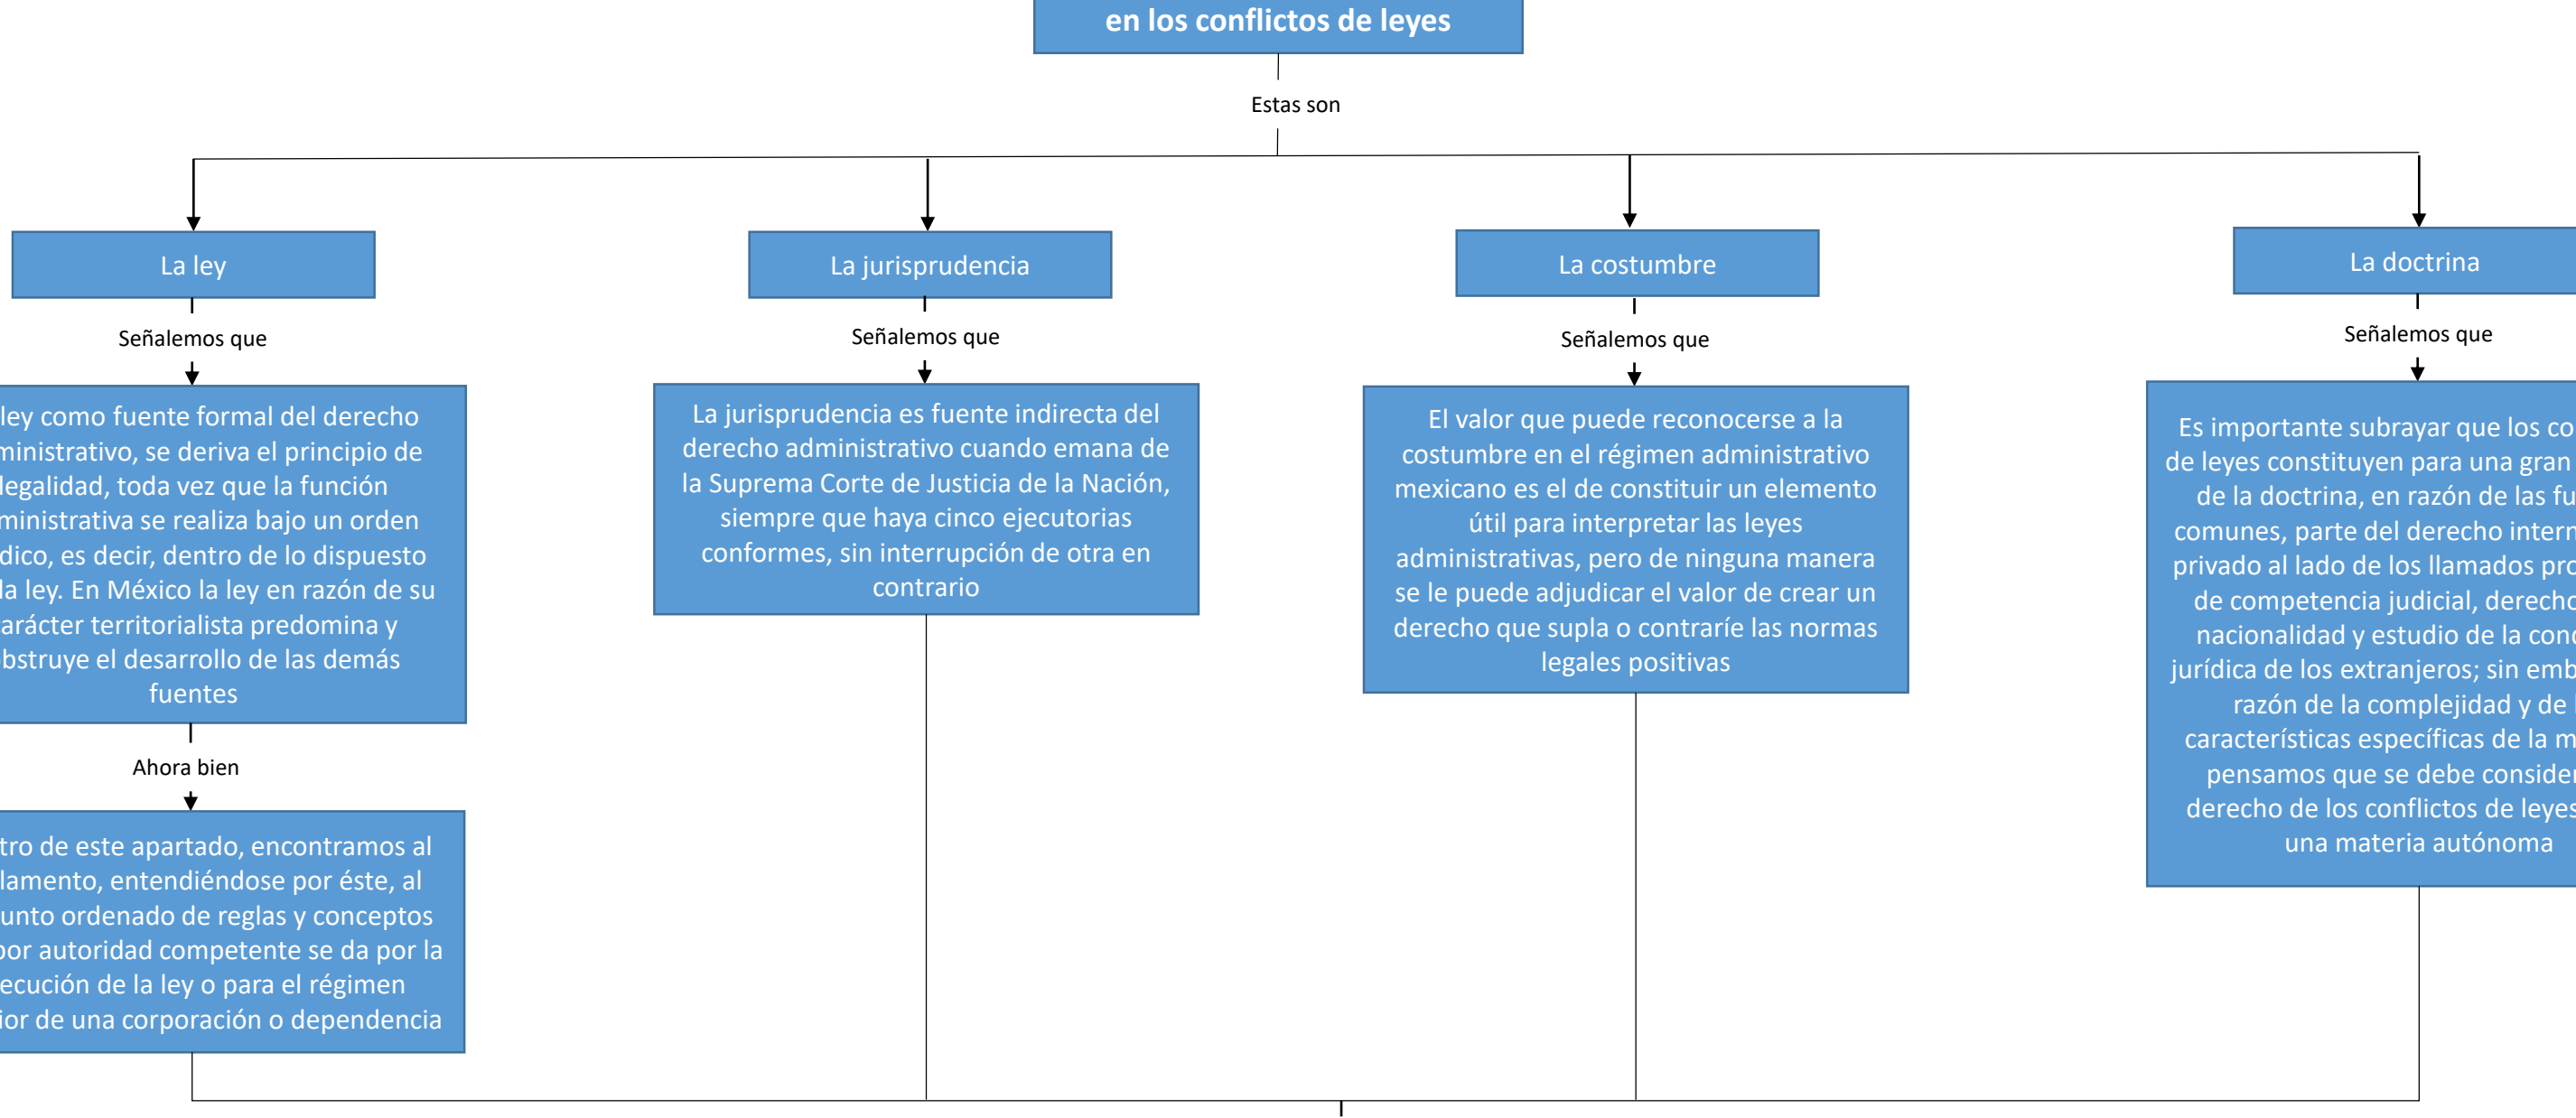 en los conflictos de leyes
Estas son
La ley
Señalemos que
ley como fuente formal del derecho
ministrativo, se deriva el principio de
legalidad, toda vez que la función
ministrativa se realiza bajo un orden
dico, es decir, dentro de lo dispuesto
la ley. En México la ley en razón de su
carácter territorialista predomina y
obstruye el desarrollo de las demás
fuentes
Ahora bien
tro de este apartado, encontramos al
lamento, entendiéndose por éste, al
unto ordenado de reglas y conceptos
por autoridad competente se da por la
ecución de la ley o para el régimen
ior de una corporación o dependencia
La jurisprudencia
Señalemos que
La jurisprudencia es fuente indirecta del
derecho administrativo cuando emana de
la Suprema Corte de Justicia de la Nación,
siempre que haya cinco ejecutorias
conformes, sin interrupción de otra en
contrario
La costumbre
Señalemos que
El valor que puede reconocerse a la
costumbre en el régimen administrativo
mexicano es el de constituir un elemento
útil para interpretar las leyes
administrativas, pero de ninguna manera
se le puede adjudicar el valor de crear un
derecho que supla o contraríe las normas
legales positivas
La doctrina
Señalemos que
Es importante subrayar que los co
de leyes constituyen para una gran
de la doctrina, en razón de las fu
comunes, parte del derecho intern
privado al lado de los llamados pro
de competencia judicial, derecho
nacionalidad y estudio de la cond
jurídica de los extranjeros; sin emb
razón de la complejidad y de
características específicas de la m
pensamos que se debe consider
derecho de los conflictos de leyes
una materia autónoma